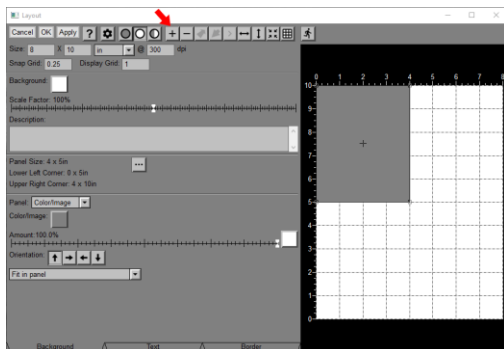 Layout
Cancel OK Apply ?
Size: 8 X 10 in @ 300 dpi
Snap Grid: 0.25 Display Grid: 1
Background:
Scale Factor: 100%
Description:
Panel Size: 4 x 5in
Lower Left Corner: 0 x 5in
Upper Right Corner: 4 x 10in
Panel: Color/Image
Color/Image:
Amount:100.0%
Orientation:
Fit in panel
Background Text Border
0 1 2 3 4 5 6 7 8
10
9
8
7
6
5
4
3
2
1
0